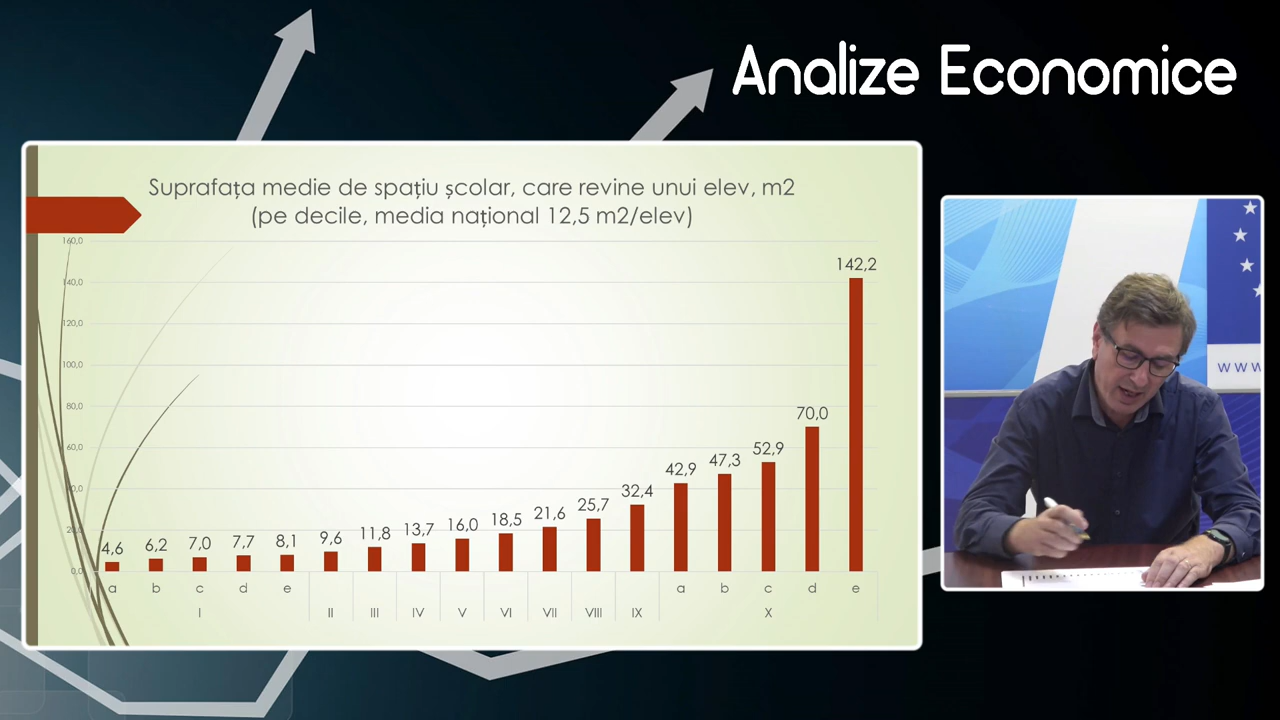 Analize Economice
Suprafața medie de spațiu școlar, care revine unui elev, m2
(pe decile, media național 12,5 m2/elev)
160,0
140,0
120,0
100,0
80,0
60,0
0,0
4,6 6,2 7,0 7,7 8,1 9,6 11,8 13,7 16,0 18,5 21,6 25,7 32,4 42,9 47,3 52,9 70,0 142,2
a b c d e a b c d e
I II III IV V VI VII VIII IX X
WWW